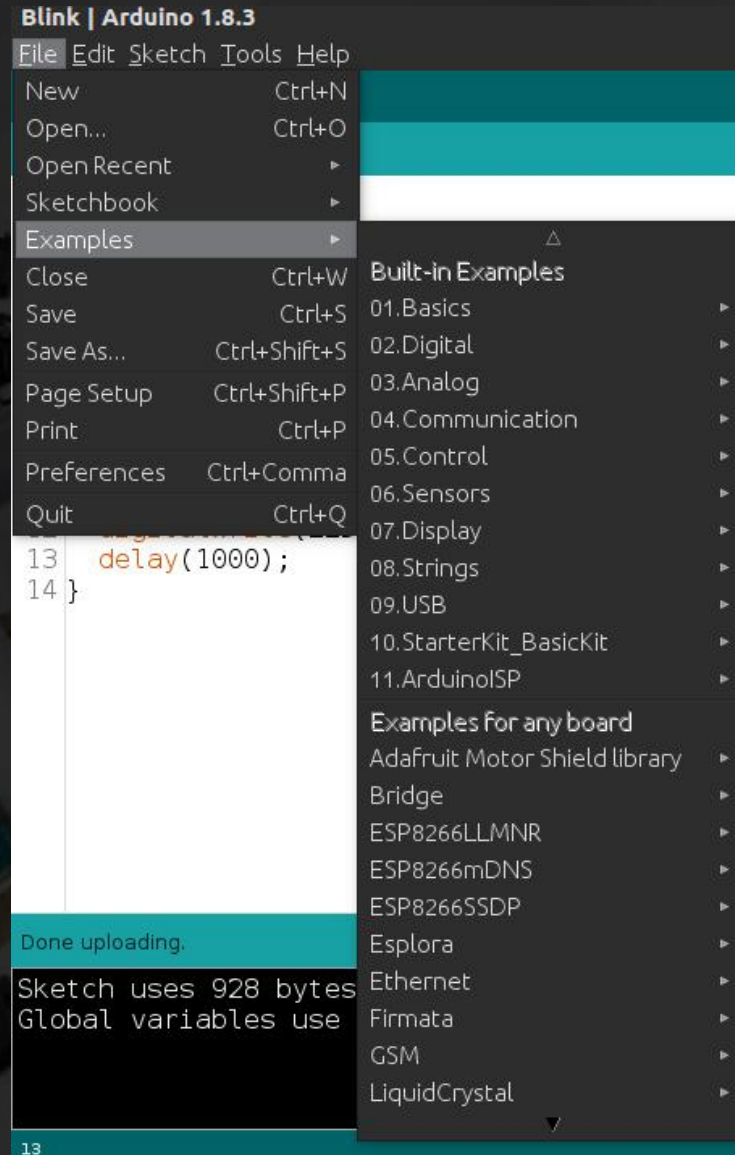 Blink | Arduino 1.8.3
File Edit Sketch Tools Help
New Ctrl+N
Open... Ctrl+O
Open Recent
Sketchbook
Examples
Close Ctrl+W
Save Ctrl+S
Save As... Ctrl+Shift+S
Page Setup Ctrl+Shift+P
Print Ctrl+P
Preferences Ctrl+Comma
Quit Ctrl+Q
Built-in Examples
01.Basics
02.Digital
03.Analog
04.Communication
05.Control
06.Sensors
07.Display
08.Strings
09.USB
10.StarterKit_BasicKit
11.ArduinoISP
Examples for any board
Adafruit Motor Shield library
Bridge
ESP8266LLMNR
ESP8266mDNS
ESP8266SSDP
Esplora
Ethernet
Firmata
GSM
LiquidCrystal
13 delay(1000);
14 }
Done uploading.
Sketch uses 928 bytes
Global variables use
13